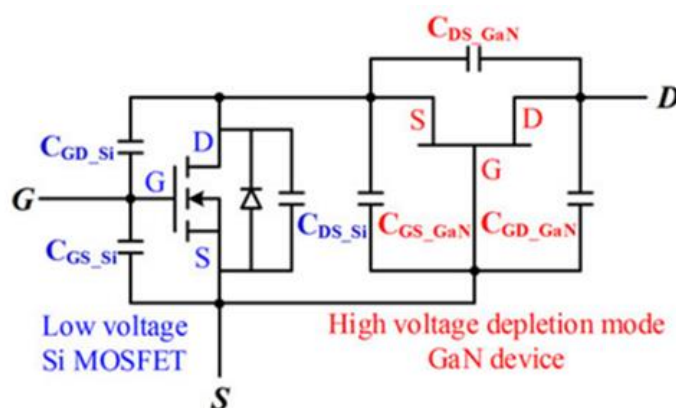 C_DS_GaN
D
S
D
D
C_GD_Si
G
G
G
C_DS_Si
C_GS_GaN
C_GD_GaN
C_GS_Si
S
Low voltage
Si MOSFET
High voltage depletion mode
GaN device
S